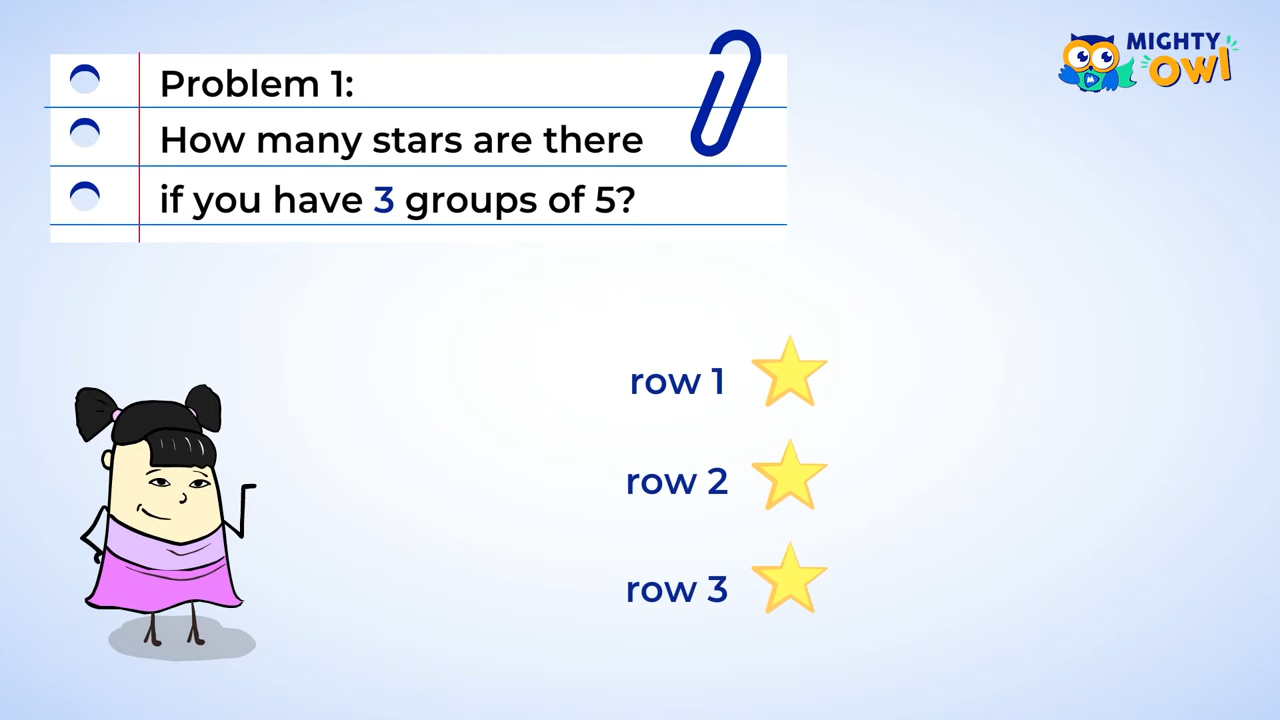 Problem 1:
How many stars are there
if you have 3 groups of 5?
MIGHTY
OWL
M
row 1
row 2
row 3